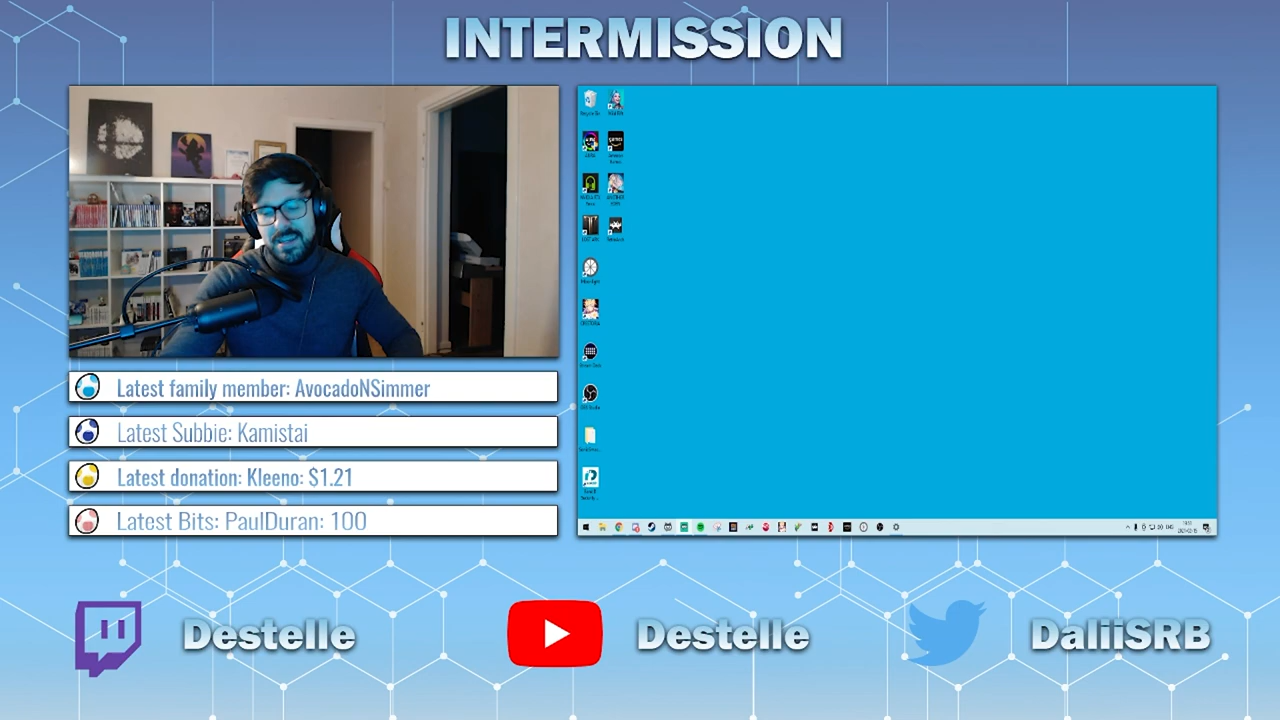 INTERMISSION
Latest family member: AvocadoNSimmer
Latest Subbie: Kamistai
Latest donation: Kleeno: $1.21
Latest Bits: PaulDuran: 100
Destelle
Destelle
DaliiSRB